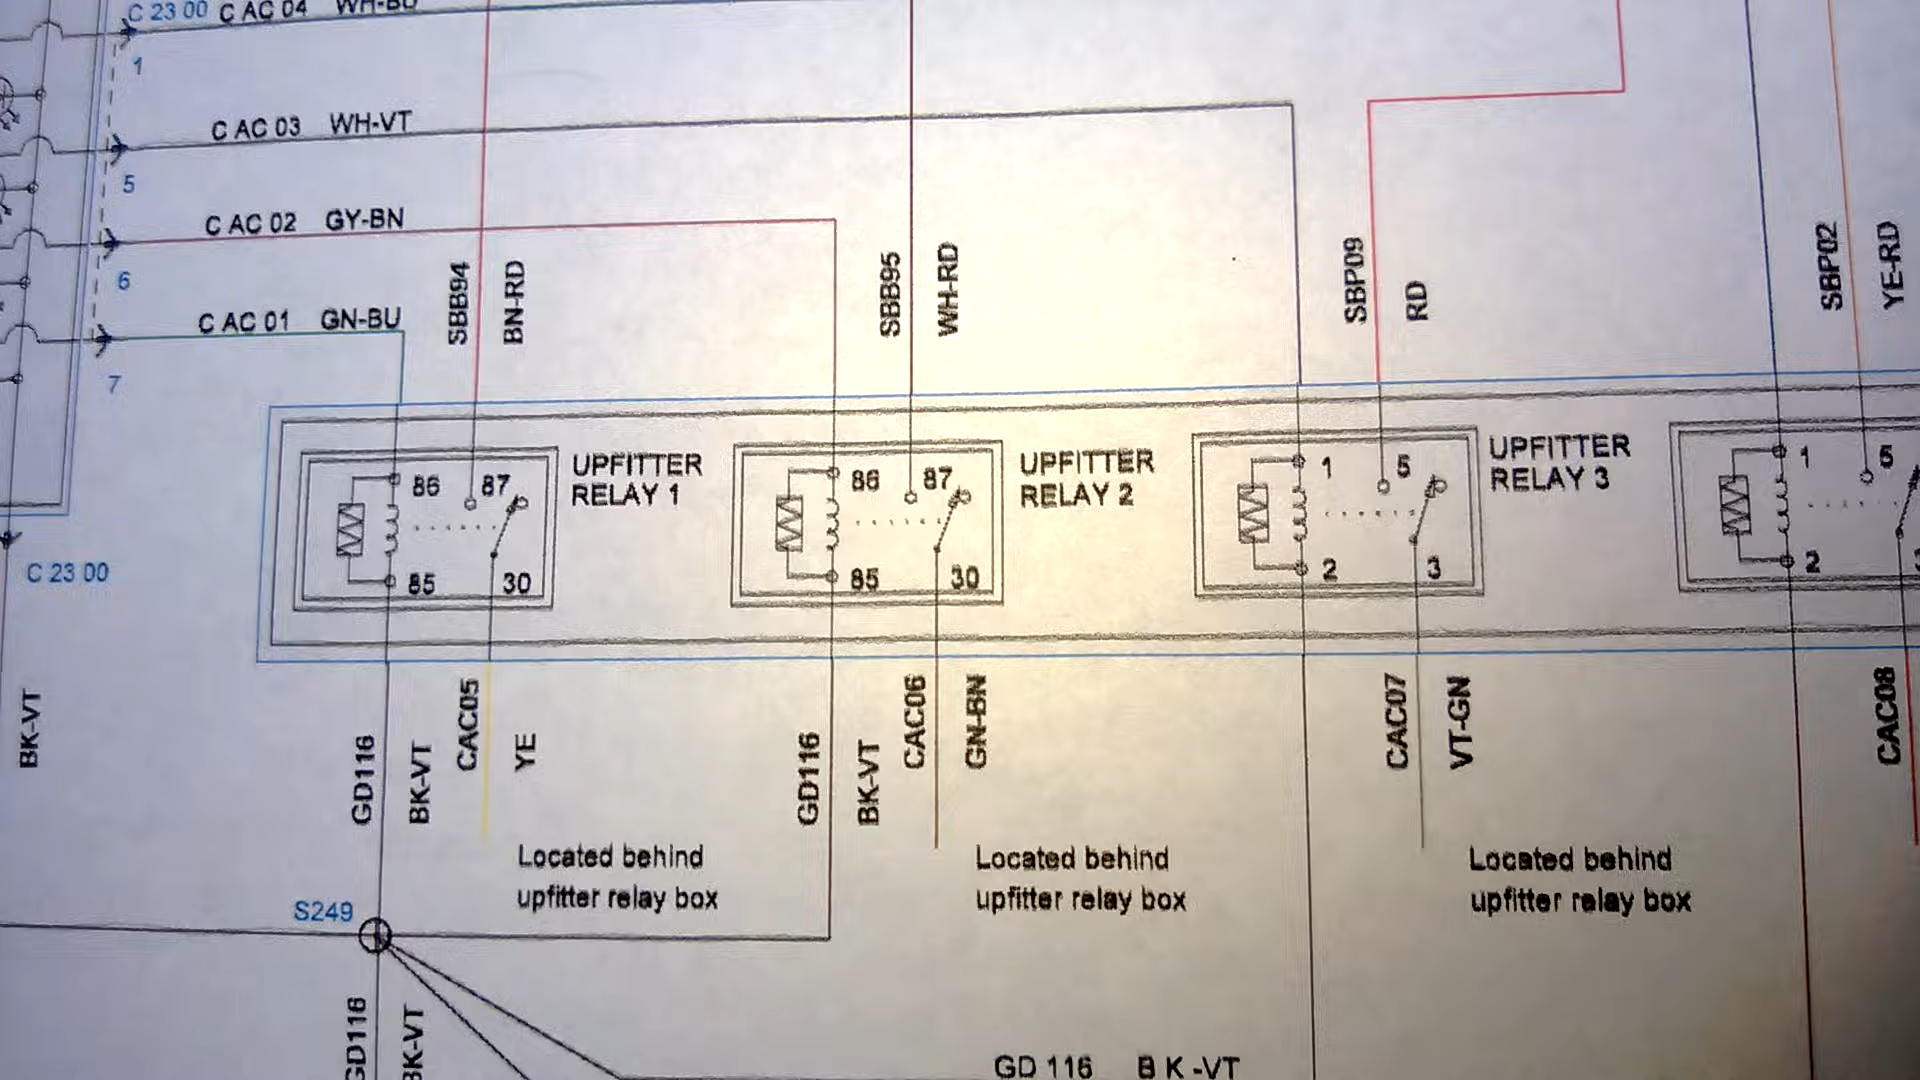 C 23 00 C AC 04 WH-BU
1
C AC 03 WH-VT
5
C AC 02 GY-BN
6
C AC 01 GN-BU
7
SBB94
BN-RD
SBB95
WH-RD
SBP09
RD
SBP02
YE-RD
86 87
85 30
UPFITTER
RELAY 1
86 87
85 30
UPFITTER
RELAY 2
1 5
2 3
UPFITTER
RELAY 3
1 5
2
C 23 00
BK-VT
GD116
BK-VT
CAC05
YE
GD116
BK-VT
CAC06
GN-BN
CAC07
VT-GN
CAC08
Located behind
upfitter relay box
Located behind
upfitter relay box
Located behind
upfitter relay box
S249
GD116
BK-VT
GD 116 BK-VT